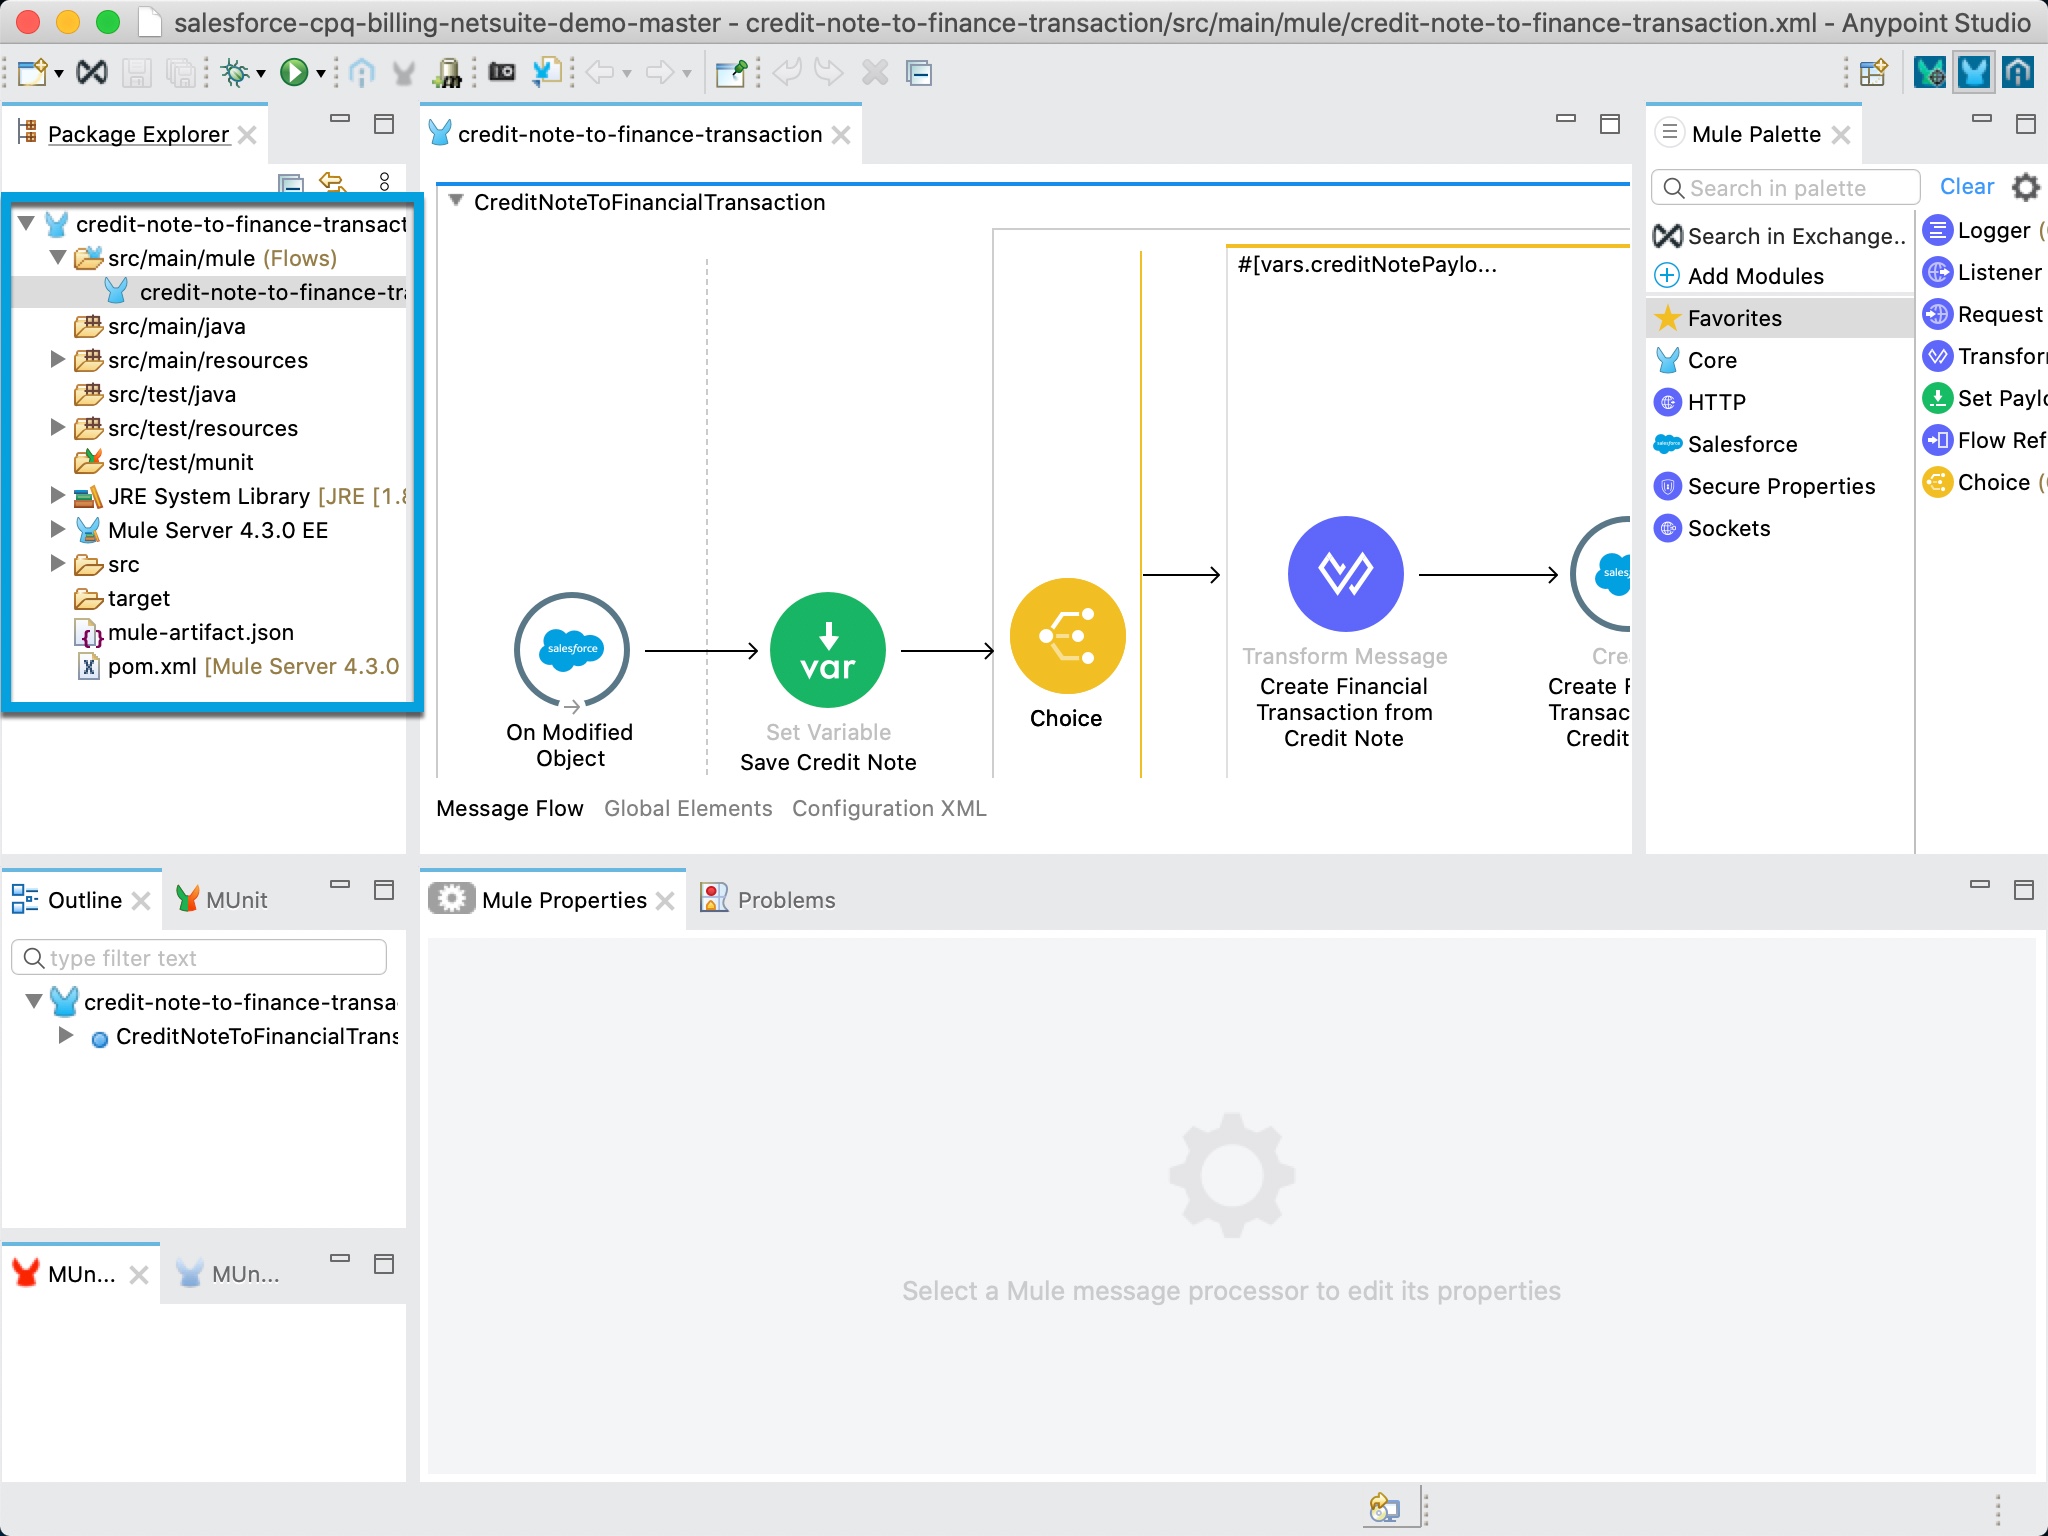 salesforce-cpq-billing-netsuite-demo-master - credit-note-to-finance-transaction/src/main/mule/credit-note-to-finance-transaction.xml - Anypoint Studio
Package Explorer
credit-note-to-finance-transact
src/main/mule (Flows)
credit-note-to-finance-tr
src/main/java
src/main/resources
src/test/java
src/test/resources
src/test/munit
JRE System Library [JRE [1.8
Mule Server 4.3.0 EE
src
target
mule-artifact.json
pom.xml [Mule Server 4.3.0
credit-note-to-finance-transaction
CreditNoteToFinancialTransaction
#[vars.creditNotePaylo...
salesforce
On Modified
Object
var
Set Variable
Save Credit Note
Choice
Transform Message
Create Financial
Transaction from
Credit Note
sales
Cre
Create F
Transac
Credit
Message Flow
Global Elements
Configuration XML
Mule Palette
Search in palette
Clear
Search in Exchange..
Add Modules
Favorites
Core
HTTP
Salesforce
Secure Properties
Sockets
Logger (
Listener
Request
Transfor
Set Paylo
Flow Ref
Choice (
Outline
MUnit
type filter text
credit-note-to-finance-transa
CreditNoteToFinancialTrans
MUn...
MUn...
Mule Properties
Problems
Select a Mule message processor to edit its properties